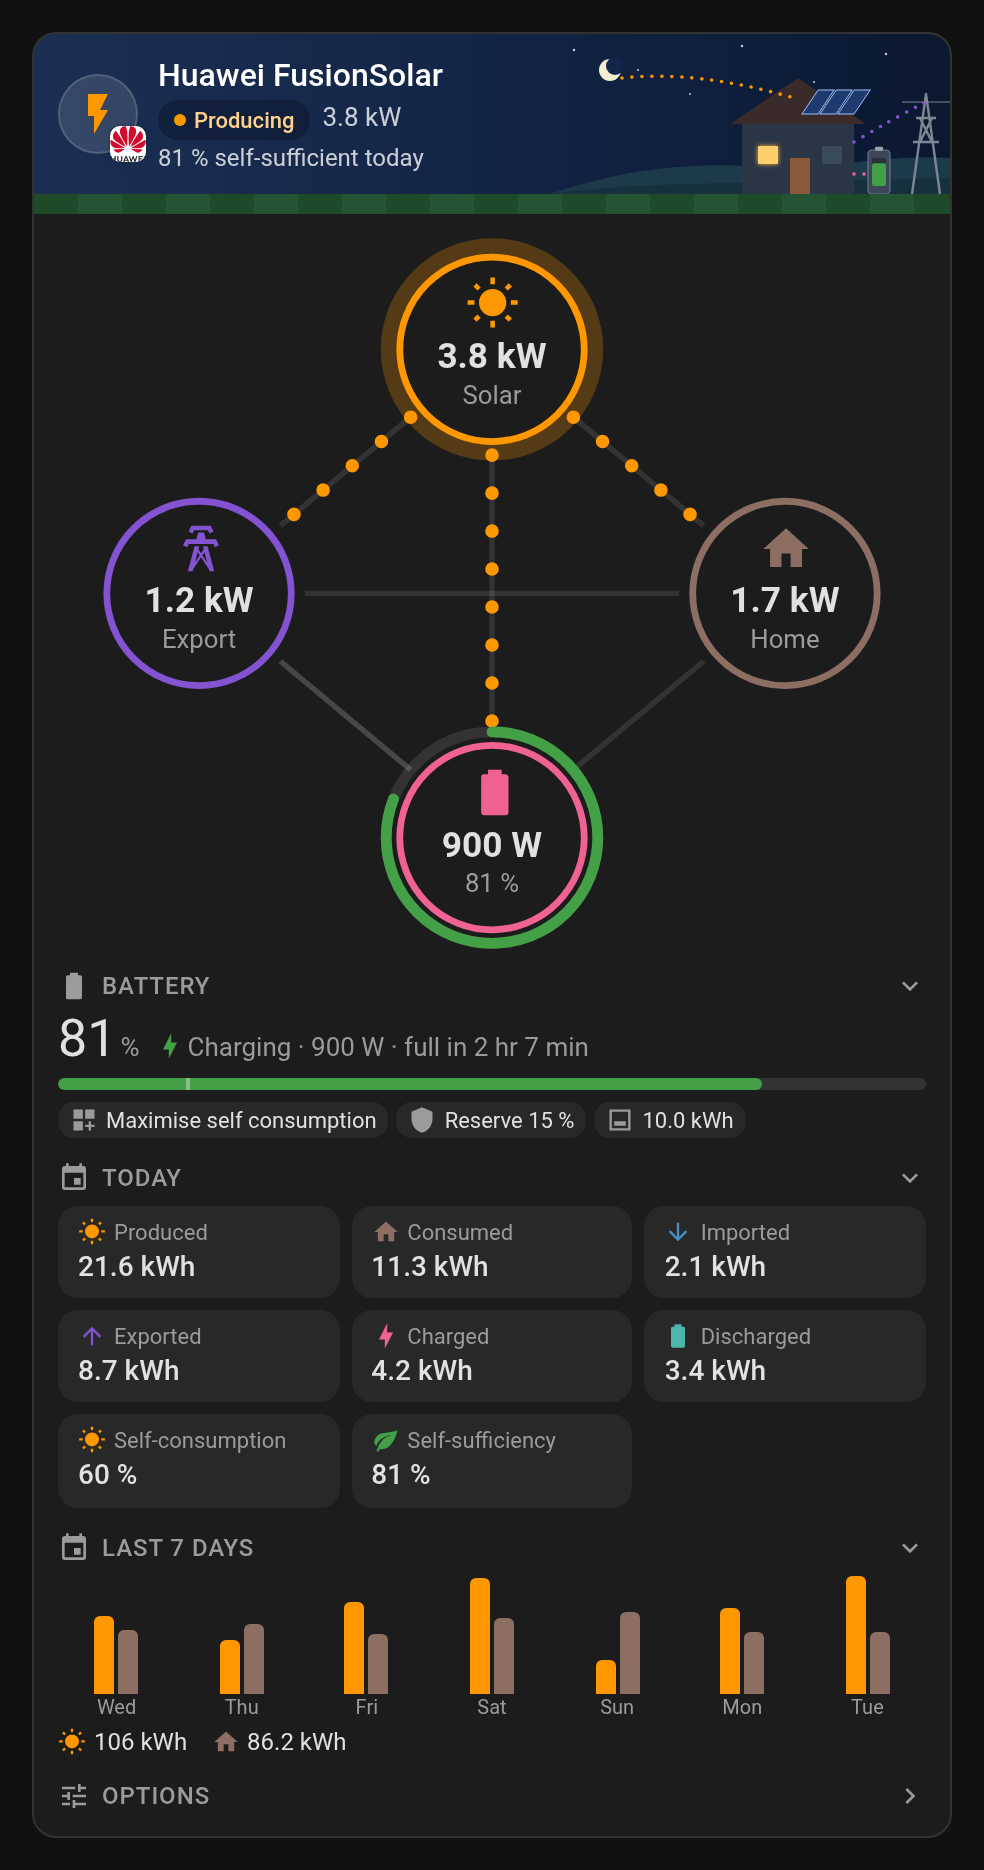 Huawei FusionSolar
Producing 3.8 kW
HUAWEI
81 % self-sufficient today
3.8 kW
Solar
1.2 kW
Export
1.7 kW
Home
900 W
81 %
BATTERY
81 % Charging · 900 W · full in 2 hr 7 min
Maximise self consumption Reserve 15 % 10.0 kWh
TODAY
Produced
21.6 kWh
Consumed
11.3 kWh
Imported
2.1 kWh
Exported
8.7 kWh
Charged
4.2 kWh
Discharged
3.4 kWh
Self-consumption
60 %
Self-sufficiency
81 %
LAST 7 DAYS
Wed Thu Fri Sat Sun Mon Tue
106 kWh 86.2 kWh
OPTIONS